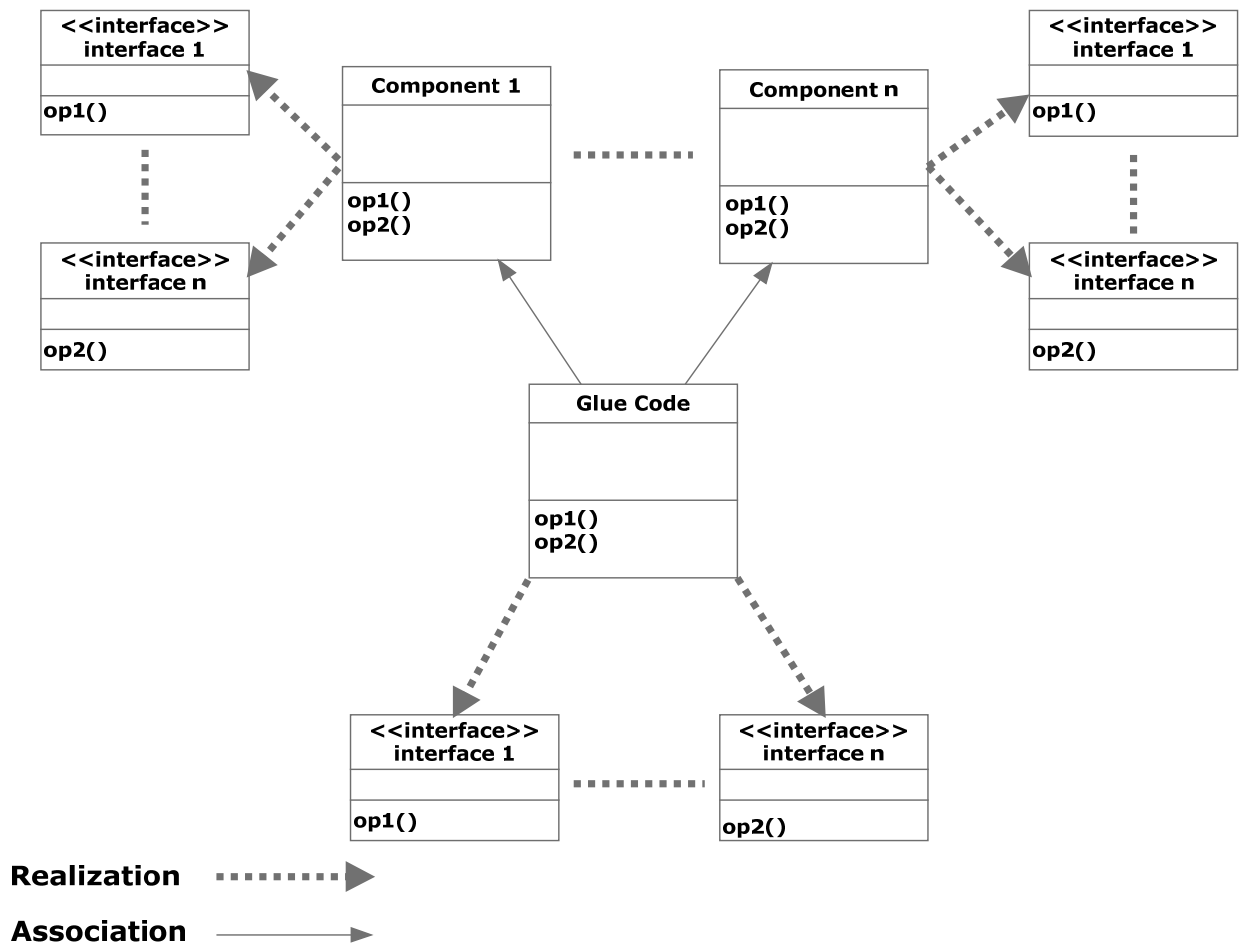 <<interface>>
interface 1
op1()
<<interface>>
interface n
op2()
Component 1
op1()
op2()
Component n
op1()
op2()
<<interface>>
interface 1
op1()
<<interface>>
interface n
op2()
Glue Code
op1()
op2()
<<interface>>
interface 1
op1()
<<interface>>
interface n
op2()
Realization
Association